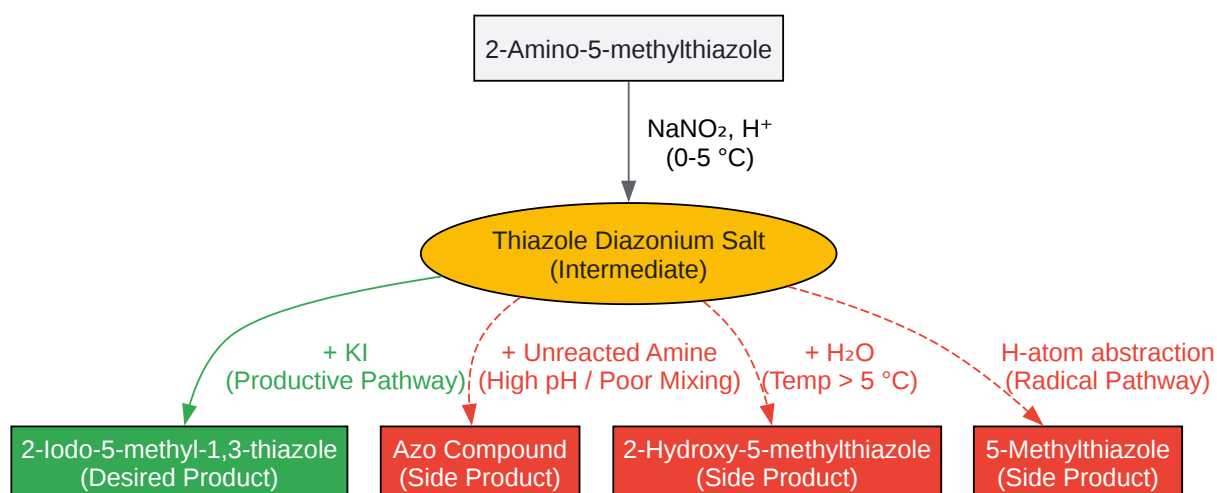 2-Amino-5-methylthiazole
NaNO₂, H⁺
(0-5 °C)
Thiazole Diazonium Salt
(Intermediate)
+ KI
(Productive Pathway)
+ Unreacted Amine
(High pH / Poor Mixing)
+ H₂O
(Temp > 5 °C)
H-atom abstraction
(Radical Pathway)
2-Iodo-5-methyl-1,3-thiazole
(Desired Product)
Azo Compound
(Side Product)
2-Hydroxy-5-methylthiazole
(Side Product)
5-Methylthiazole
(Side Product)